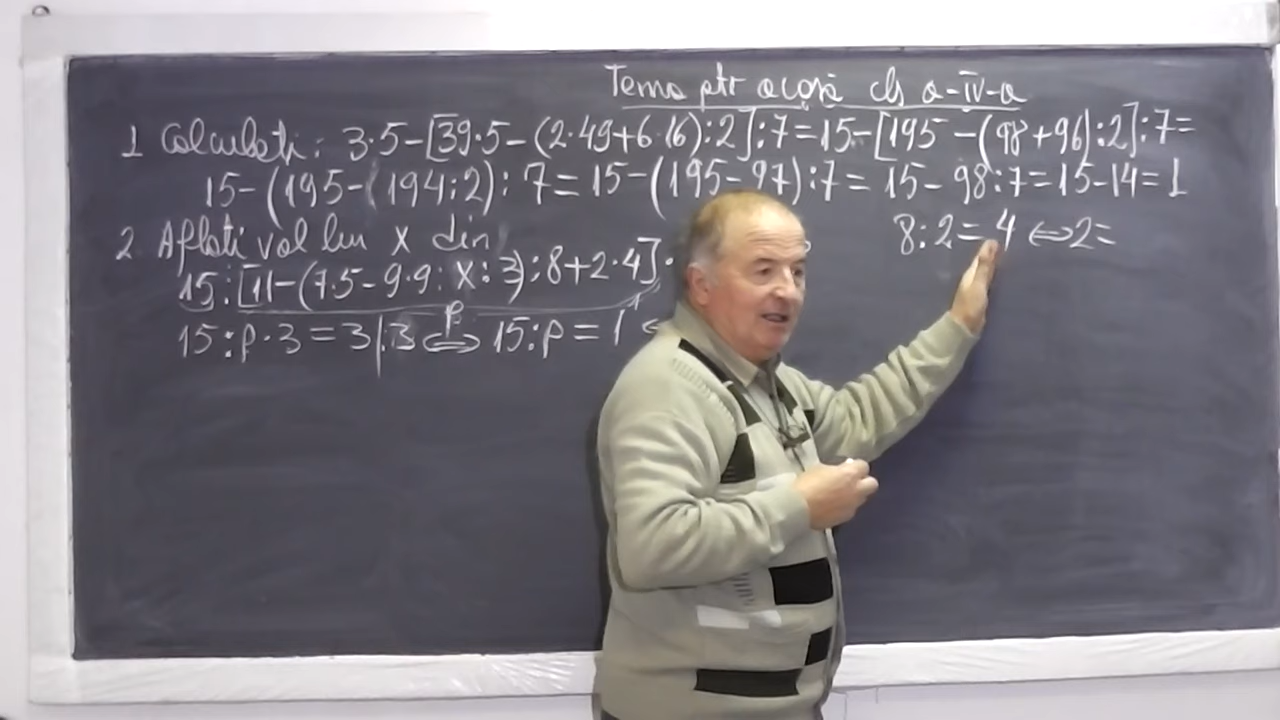 Tema ptr acasă cls a-IV-a
1 Calculati: 3·5-[39·5-(2·49+6·16):2]:7=15-[195-(98+96):2]:7=
15-(195-(194:2):7=15-(195-97):7=15-98:7=15-14=1
2 Aflati val lui x din
8:2=4 ⇔2=
15:[11-(7·5-9·9:x:3):8+2·4]·
p
15:p·3=3|:3 ⇔ 15:p=1